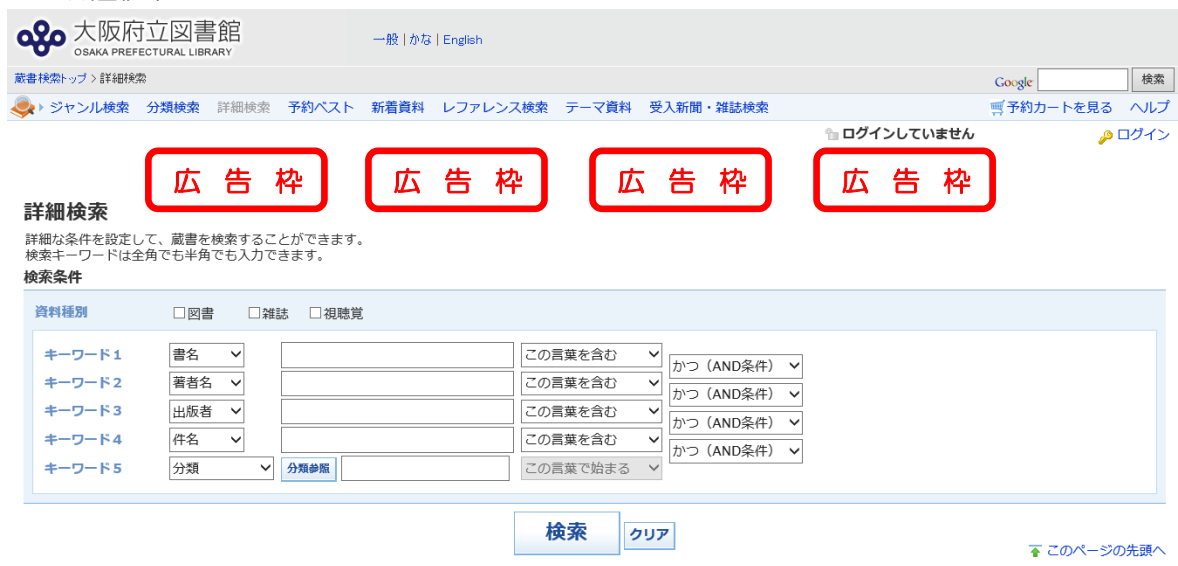 大阪府立図書館
OSAKA PREFECTURAL LIBRARY
一般 | かな | English
蔵書検索トップ > 詳細検索
Google 検索
ジャンル検索 分類検索 詳細検索 予約ベスト 新着資料 レファレンス検索 テーマ資料 受入新聞・雑誌検索 予約カートを見る ヘルプ
ログインしていません ログイン
広 告 枠 広 告 枠 広 告 枠 広 告 枠
詳細検索
詳細な条件を設定して、蔵書を検索することができます。
検索キーワードは全角でも半角でも入力できます。
検索条件
資料種別 図書 雑誌 視聴覚
キーワード1 書名 この言葉を含む
かつ（AND条件）
キーワード2 著者名 この言葉を含む
かつ（AND条件）
キーワード3 出版者 この言葉を含む
かつ（AND条件）
キーワード4 件名 この言葉を含む
かつ（AND条件）
キーワード5 分類 分類参照 この言葉で始まる
検索 クリア
このページの先頭へ